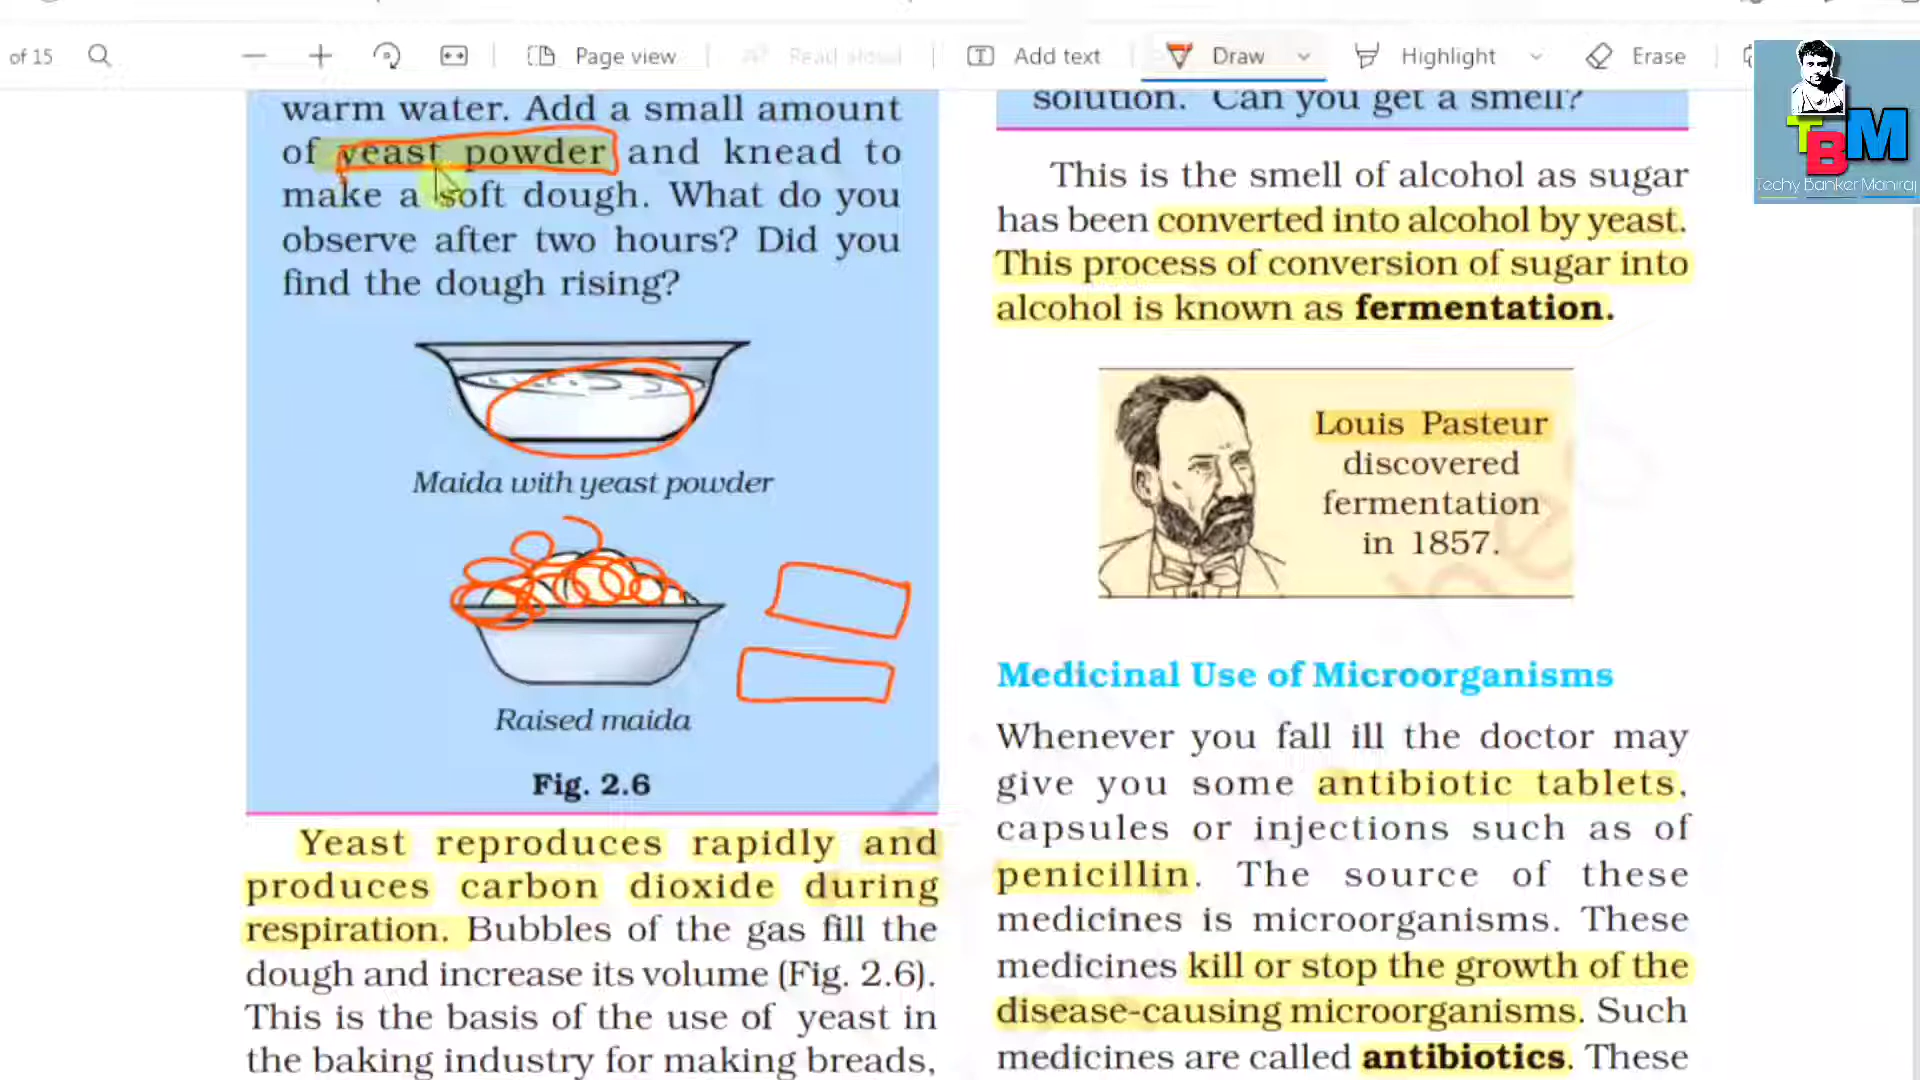 of 15
Page view
Read aloud
Add text
Draw
Highlight
Erase
TBM
Techy Banker Maniraj
warm water. Add a small amount
of yeast powder and knead to
make a soft dough. What do you
observe after two hours? Did you
find the dough rising?
Maida with yeast powder
Raised maida
Fig. 2.6
Yeast reproduces rapidly and
produces carbon dioxide during
respiration. Bubbles of the gas fill the
dough and increase its volume (Fig. 2.6).
This is the basis of the use of yeast in
the baking industry for making breads,
solution. Can you get a smell?
This is the smell of alcohol as sugar
has been converted into alcohol by yeast.
This process of conversion of sugar into
alcohol is known as fermentation.
Louis Pasteur
discovered
fermentation
in 1857.
Medicinal Use of Microorganisms
Whenever you fall ill the doctor may
give you some antibiotic tablets,
capsules or injections such as of
penicillin. The source of these
medicines is microorganisms. These
medicines kill or stop the growth of the
disease-causing microorganisms. Such
medicines are called antibiotics. These